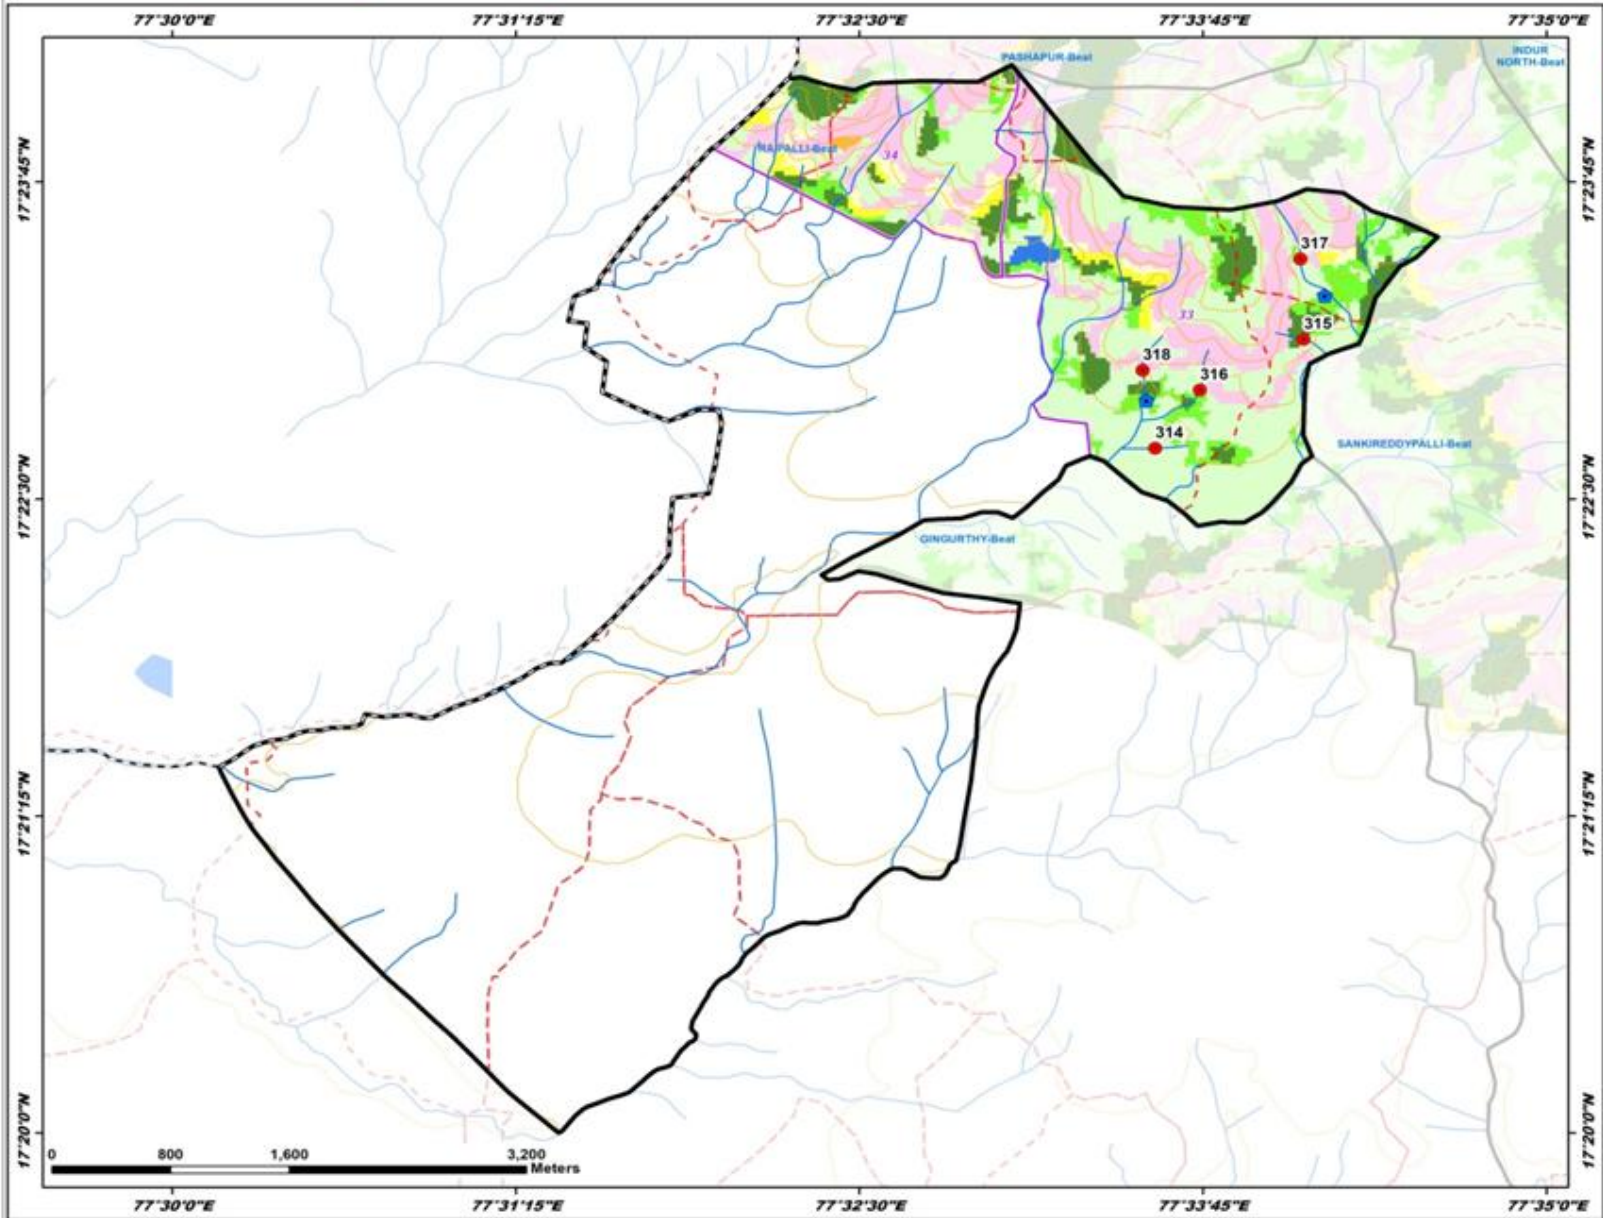 77°30'0"E
77°31'15"E
77°32'30"E
77°33'45"E
77°35'0"E
PASHAPUR-Beat
INDUR
NORTH-Beat
34
17°23'45"N
17°23'45"N
317
33
315
318
316
314
SANKIREDDYPALLI-Beat
17°22'30"N
17°22'30"N
GINGURTHY-Beat
17°21'15"N
17°21'15"N
17°20'0"N
17°20'0"N
0
800
1,600
3,200
Meters
77°30'0"E
77°31'15"E
77°32'30"E
77°33'45"E
77°35'0"E